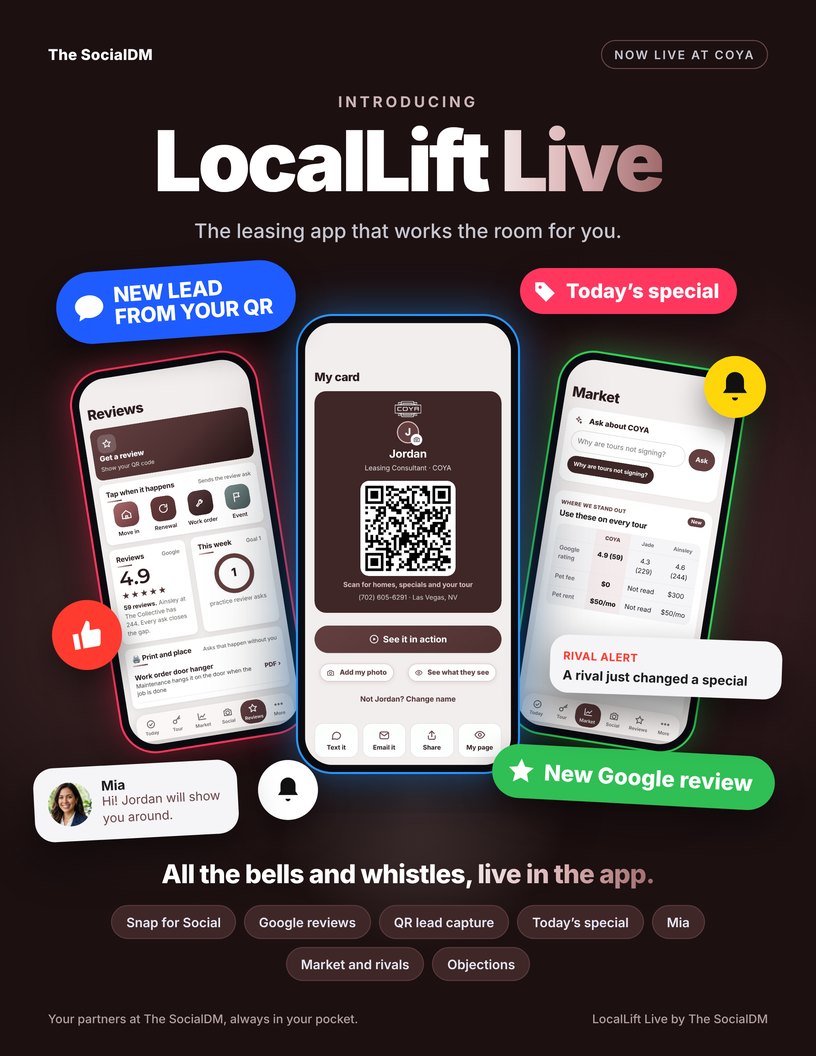 The SocialDM
NOW LIVE AT COYA
INTRODUCING
LocalLift Live
The leasing app that works the room for you.
NEW LEAD
FROM YOUR QR
Today’s special
Reviews
Get a review
Show your QR code
Tap when it happens
Sends the review ask
Move in
Renewal
Work order
Event
Reviews
Google
4.9
★★★★★
59 reviews. Ainsley at
The Collective has
244. Every ask closes
the gap.
This week
Goal 1
1
practice review asks
Print and place
Asks that happen without you
Work order door hanger
Maintenance hangs it on the door when the
job is done
PDF ›
Today
Tour
Market
Social
Reviews
More
My card
COYA
J
Jordan
Leasing Consultant · COYA
Scan for homes, specials and your tour
(702) 605-6291 · Las Vegas, NV
See it in action
Add my photo
See what they see
Not Jordan? Change name
Text it
Email it
Share
My page
Market
Ask about COYA
Why are tours not signing?
Ask
Why are tours not signing?
WHERE WE STAND OUT
Use these on every tour
New
COYA
Jade
Ainsley
Google
rating
4.9 (59)
4.3
(229)
4.6
(244)
Pet fee
$0
Not read
$300
Pet rent
$50/mo
Not read
$50/mo
RIVAL ALERT
A rival just changed a special
Today
Tour
Market
Social
Reviews
More
New Google review
Mia
Hi! Jordan will show
you around.
All the bells and whistles, live in the app.
Snap for Social
Google reviews
QR lead capture
Today’s special
Mia
Market and rivals
Objections
Your partners at The SocialDM, always in your pocket.
LocalLift Live by The SocialDM